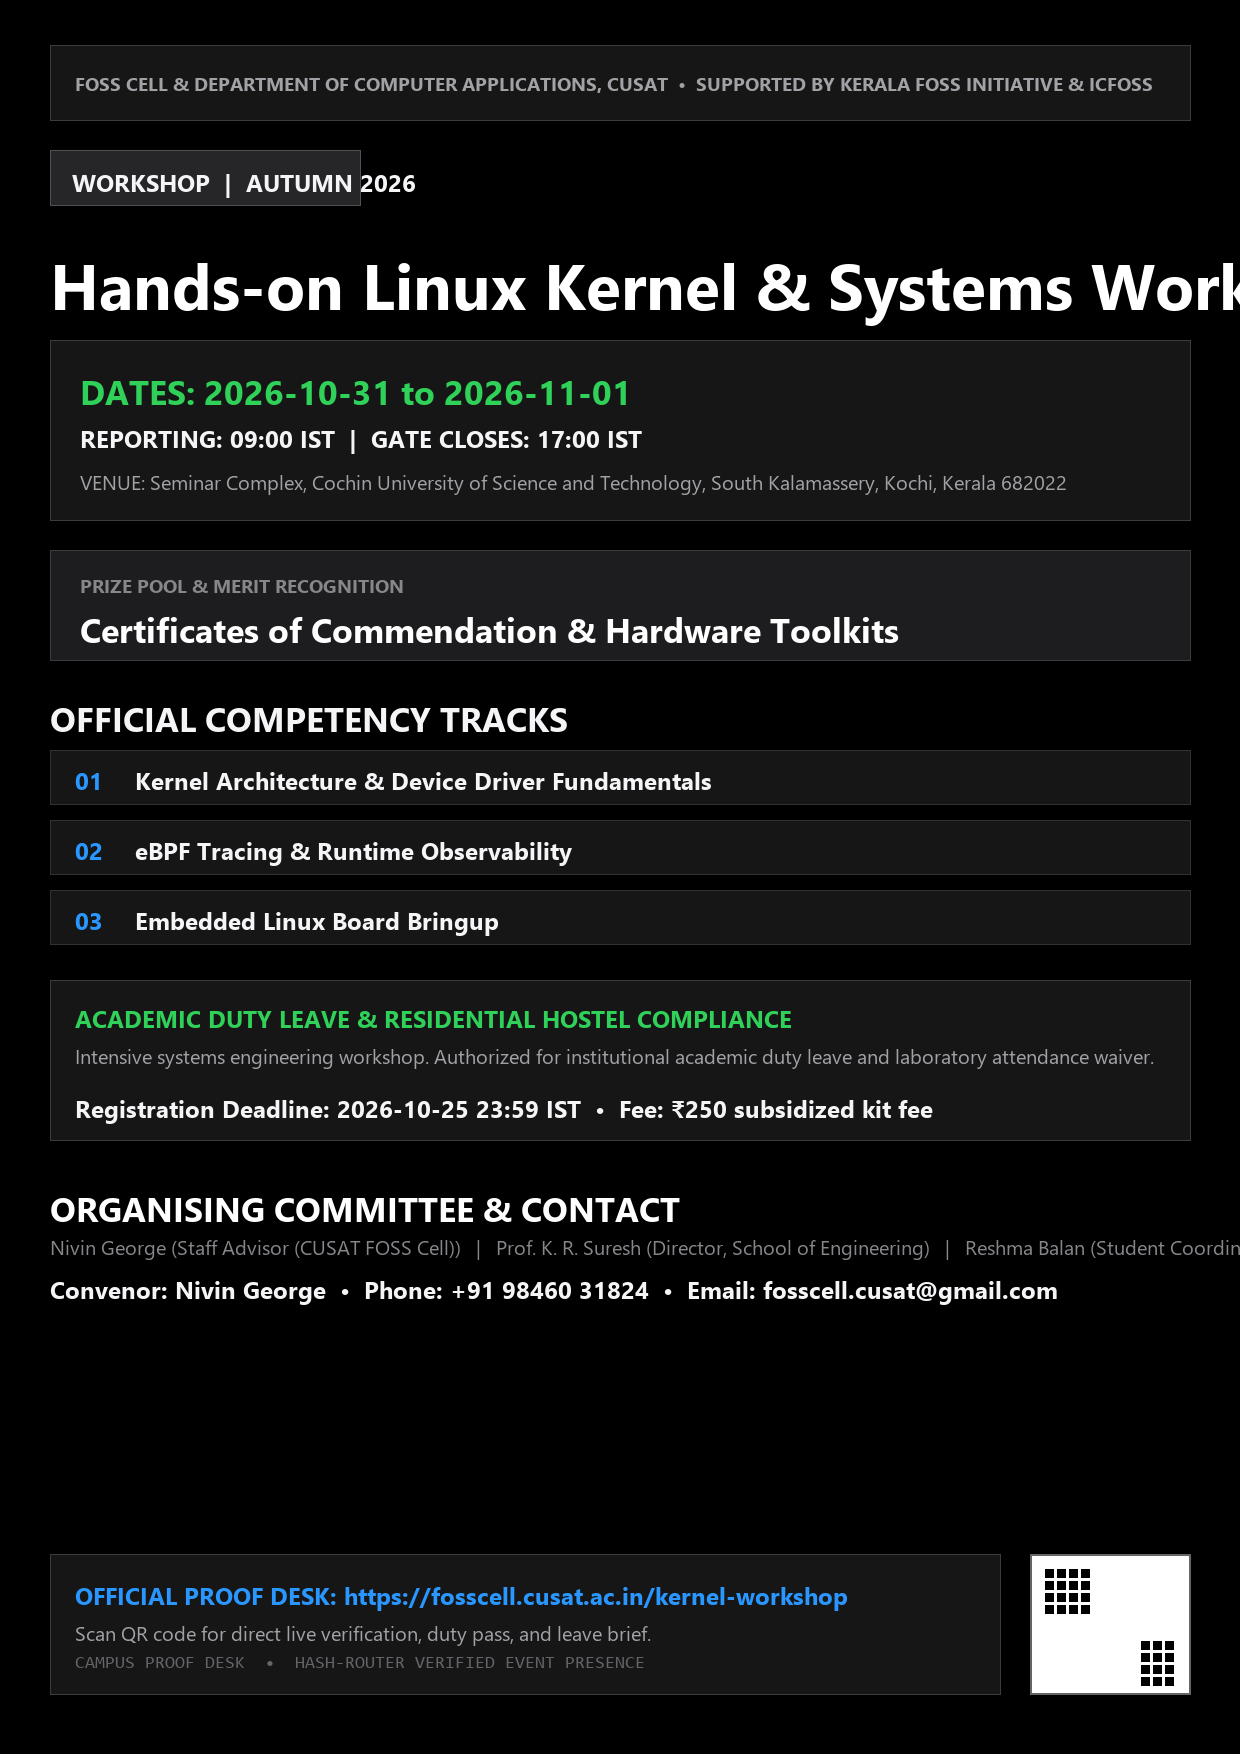 FOSS CELL & DEPARTMENT OF COMPUTER APPLICATIONS, CUSAT • SUPPORTED BY KERALA FOSS INITIATIVE & ICFOSS
WORKSHOP | AUTUMN 2026
Hands-on Linux Kernel & Systems Work
DATES: 2026-10-31 to 2026-11-01
REPORTING: 09:00 IST | GATE CLOSES: 17:00 IST
VENUE: Seminar Complex, Cochin University of Science and Technology, South Kalamassery, Kochi, Kerala 682022
PRIZE POOL & MERIT RECOGNITION
Certificates of Commendation & Hardware Toolkits
OFFICIAL COMPETENCY TRACKS
01 Kernel Architecture & Device Driver Fundamentals
02 eBPF Tracing & Runtime Observability
03 Embedded Linux Board Bringup
ACADEMIC DUTY LEAVE & RESIDENTIAL HOSTEL COMPLIANCE
Intensive systems engineering workshop. Authorized for institutional academic duty leave and laboratory attendance waiver.
Registration Deadline: 2026-10-25 23:59 IST • Fee: ₹250 subsidized kit fee
ORGANISING COMMITTEE & CONTACT
Nivin George (Staff Advisor (CUSAT FOSS Cell)) | Prof. K. R. Suresh (Director, School of Engineering) | Reshma Balan (Student Coordin
Convenor: Nivin George • Phone: +91 98460 31824 • Email: fosscell.cusat@gmail.com
OFFICIAL PROOF DESK: https://fosscell.cusat.ac.in/kernel-workshop
Scan QR code for direct live verification, duty pass, and leave brief.
CAMPUS PROOF DESK • HASH-ROUTER VERIFIED EVENT PRESENCE